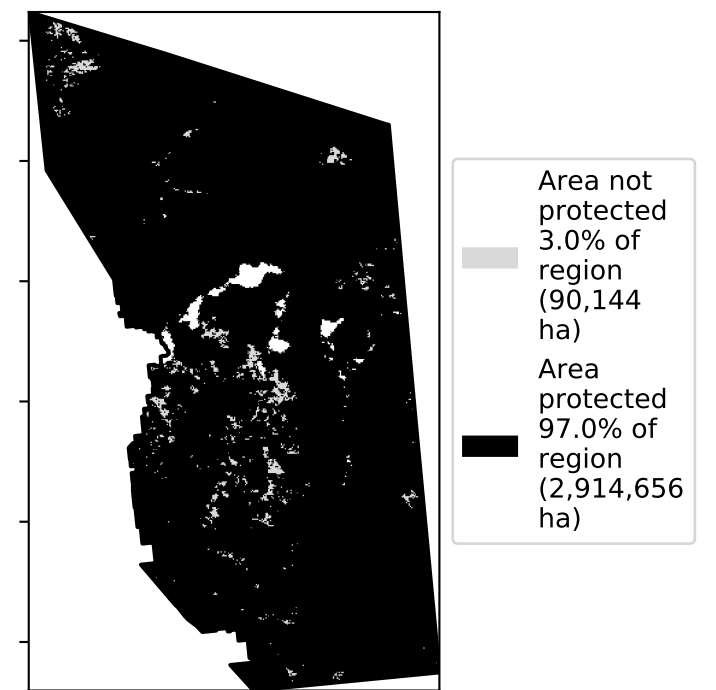 Area not
protected
3.0% of
region
(90,144
ha)
Area
protected
97.0% of
region
(2,914,656
ha)